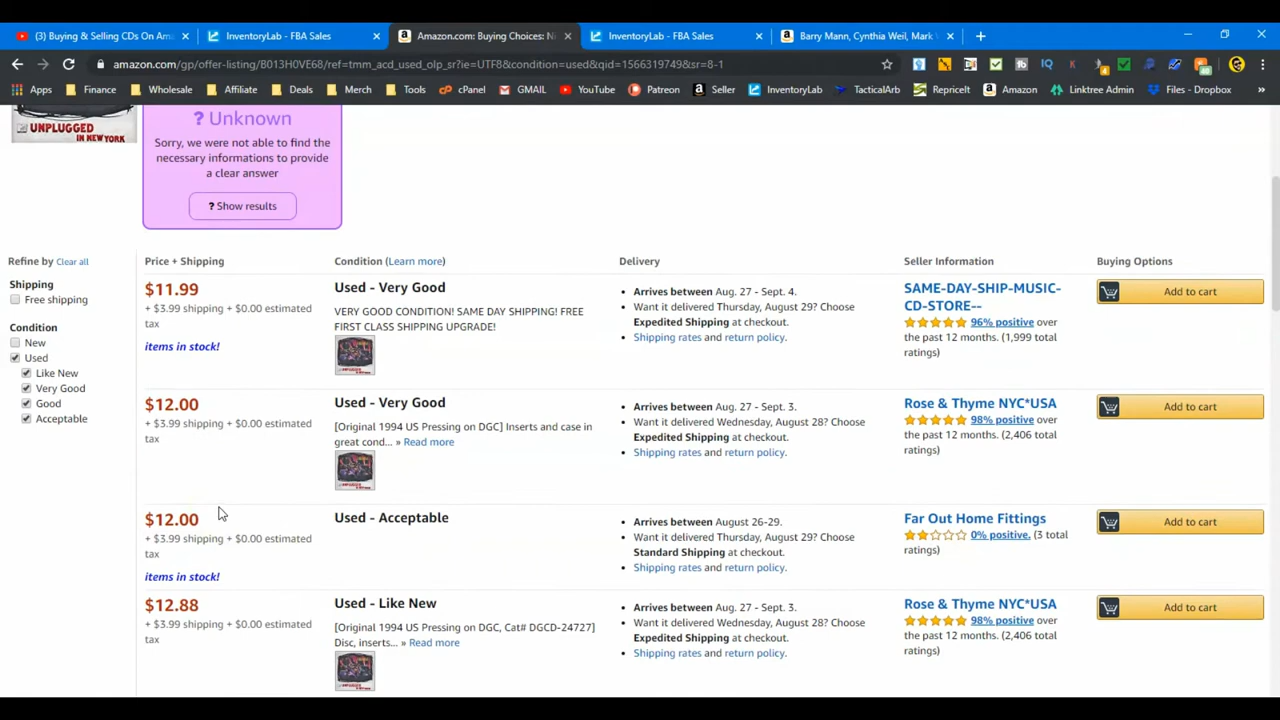 (3) Buying & Selling CDs On Ama
InventoryLab - FBA Sales
Amazon.com: Buying Choices: Ni
InventoryLab - FBA Sales
Barry Mann, Cynthia Weil, Mark
amazon.com/gp/offer-listing/B013H0VE68/ref=tmm_acd_used_olp_sr?ie=UTF8&condition=used&qid=1566319749&sr=8-1
Apps Finance Wholesale Affiliate Deals Merch Tools cPanel GMAIL YouTube Patreon Seller InventoryLab TacticalArb RepriceIt Amazon Linktree Admin Files - Dropbox
UNPLUGGED
IN NEW YORK
? Unknown
Sorry, we were not able to find the
necessary informations to provide
a clear answer
? Show results
Refine by Clear all
Shipping
Free shipping
Condition
New
Used
Like New
Very Good
Good
Acceptable
Price + Shipping
Condition (Learn more)
Delivery
Seller Information
Buying Options
$11.99
+ $3.99 shipping + $0.00 estimated
tax
items in stock!
Used - Very Good
VERY GOOD CONDITION! SAME DAY SHIPPING! FREE
FIRST CLASS SHIPPING UPGRADE!
Arrives between Aug. 27 - Sept. 4.
Want it delivered Thursday, August 29? Choose
Expedited Shipping at checkout.
Shipping rates and return policy.
SAME-DAY-SHIP-MUSIC-
CD-STORE--
96% positive over
the past 12 months. (1,999 total
ratings)
Add to cart
$12.00
+ $3.99 shipping + $0.00 estimated
tax
Used - Very Good
[Original 1994 US Pressing on DGC] Inserts and case in
great cond... » Read more
Arrives between Aug. 27 - Sept. 3.
Want it delivered Wednesday, August 28? Choose
Expedited Shipping at checkout.
Shipping rates and return policy.
Rose & Thyme NYC*USA
98% positive over
the past 12 months. (2,406 total
ratings)
Add to cart
$12.00
+ $3.99 shipping + $0.00 estimated
tax
items in stock!
Used - Acceptable
Arrives between August 26-29.
Want it delivered Thursday, August 29? Choose
Standard Shipping at checkout.
Shipping rates and return policy.
Far Out Home Fittings
0% positive. (3 total
ratings)
Add to cart
$12.88
+ $3.99 shipping + $0.00 estimated
tax
Used - Like New
[Original 1994 US Pressing on DGC, Cat# DGCD-24727]
Disc, inserts... » Read more
Arrives between Aug. 27 - Sept. 3.
Want it delivered Wednesday, August 28? Choose
Expedited Shipping at checkout.
Shipping rates and return policy.
Rose & Thyme NYC*USA
98% positive over
the past 12 months. (2,406 total
ratings)
Add to cart